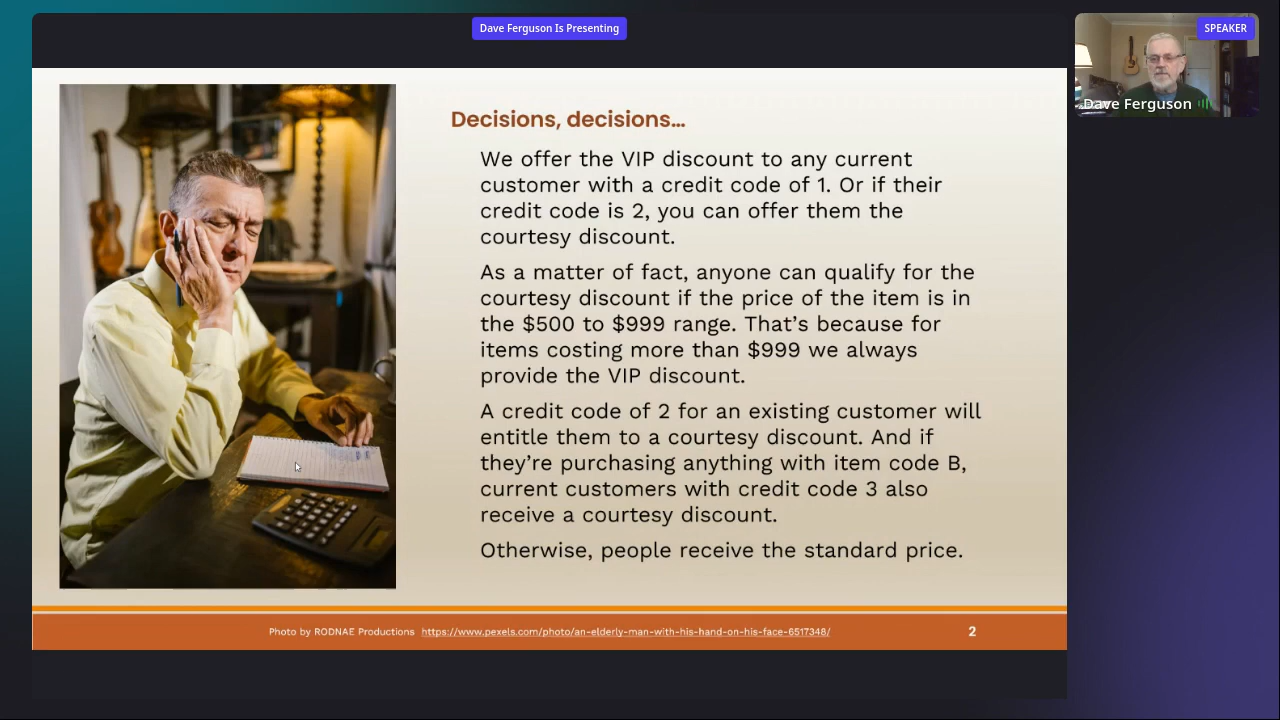 Dave Ferguson Is Presenting
SPEAKER
Dave Ferguson
Decisions, decisions...
We offer the VIP discount to any current
customer with a credit code of 1. Or if their
credit code is 2, you can offer them the
courtesy discount.
As a matter of fact, anyone can qualify for the
courtesy discount if the price of the item is in
the $500 to $999 range. That’s because for
items costing more than $999 we always
provide the VIP discount.
A credit code of 2 for an existing customer will
entitle them to a courtesy discount. And if
they’re purchasing anything with item code B,
current customers with credit code 3 also
receive a courtesy discount.
Otherwise, people receive the standard price.
Photo by RODNAE Productions https://www.pexels.com/photo/an-elderly-man-with-his-hand-on-his-face-6517348/
2